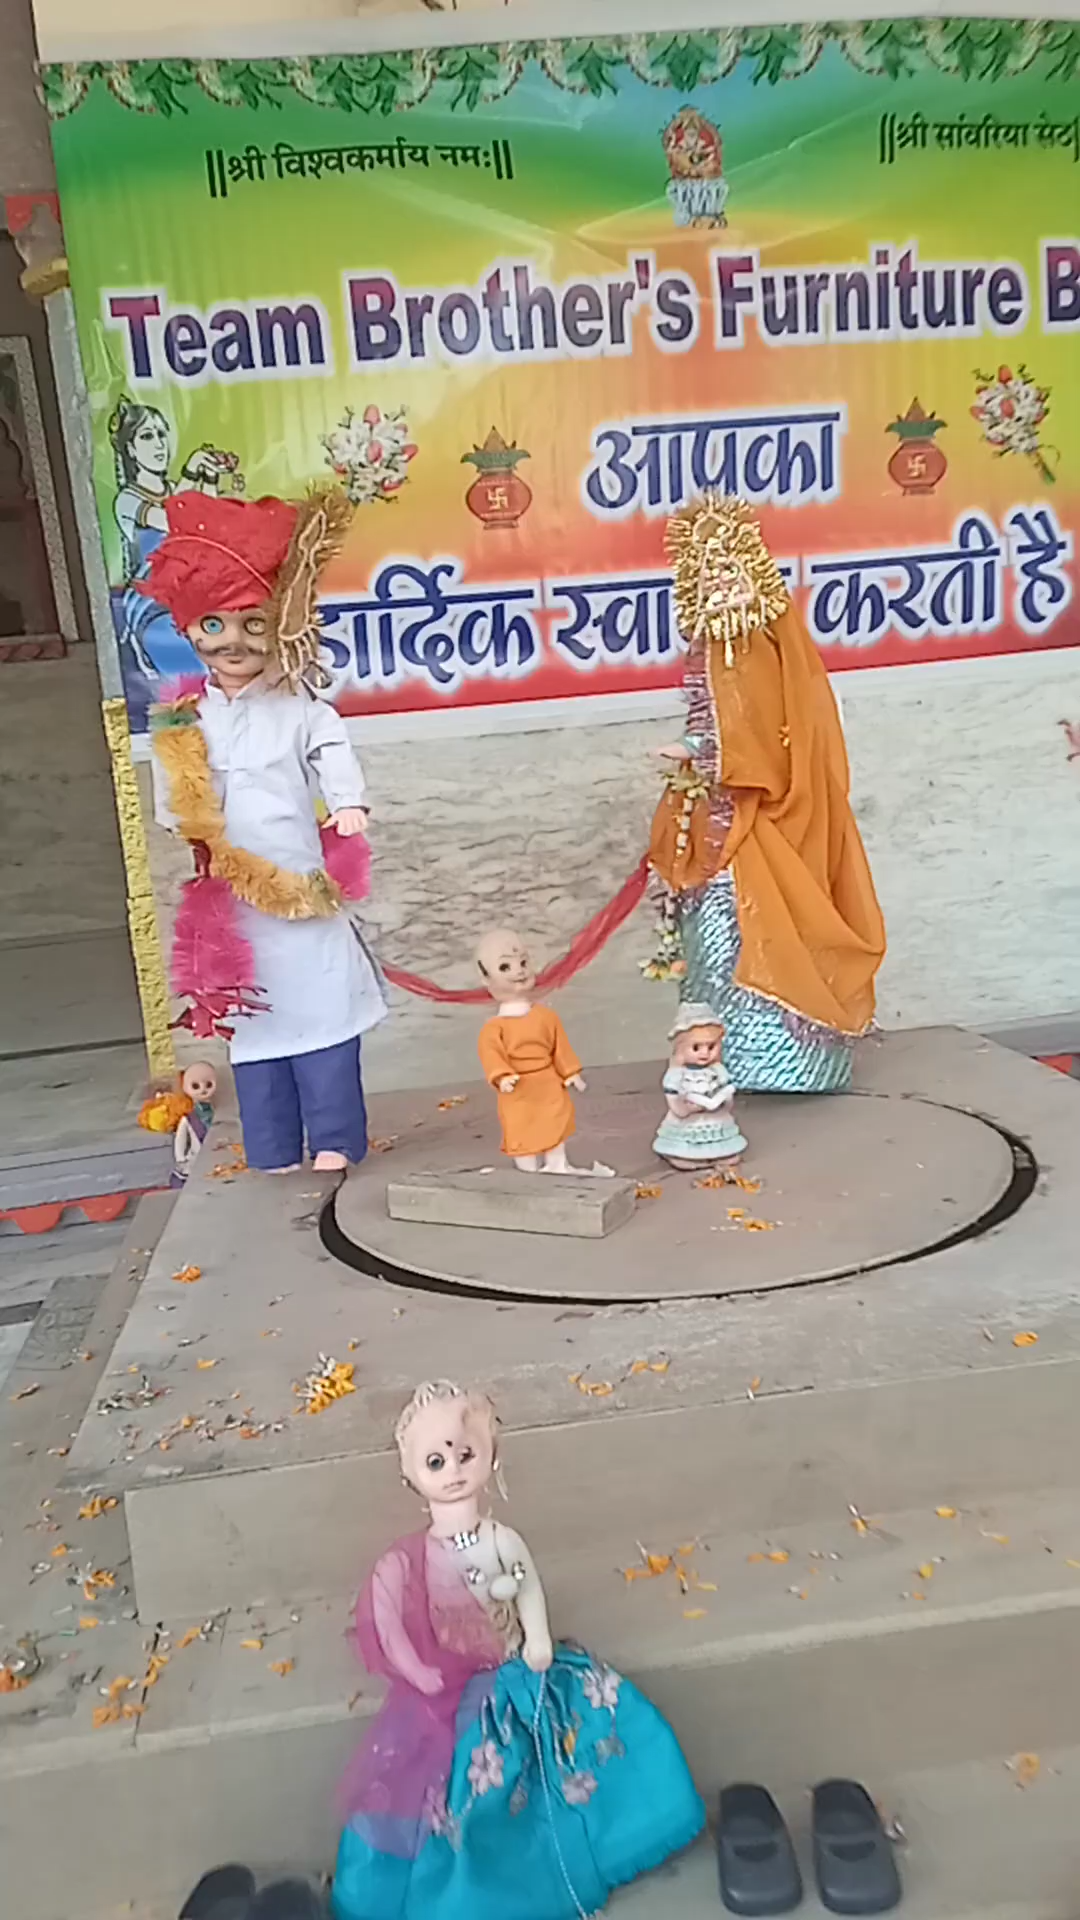 ||श्री विश्वकर्माय नमः||
||श्री सांवरिया सेठ
Team Brother's Furniture B
आपका
हार्दिक करती है